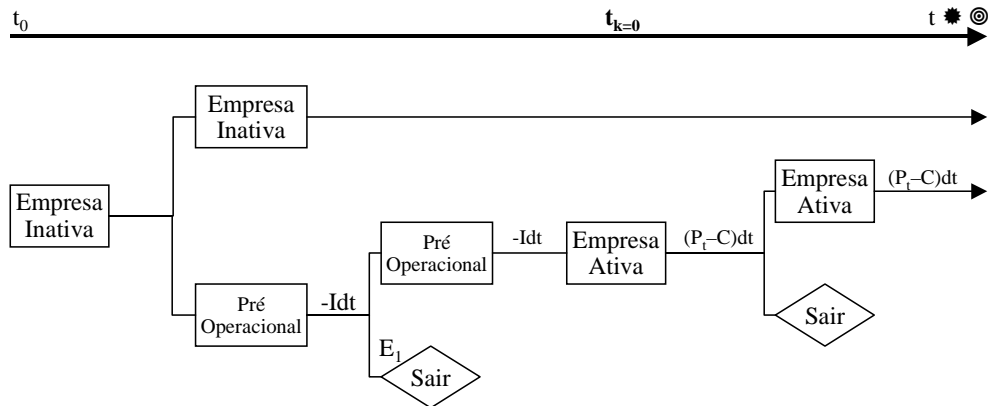 t0 tk=0 t ✹ ◎
Empresa
Inativa
Empresa
Inativa
Pré
Operacional
-Idt
E1
Sair
Pré
Operacional
-Idt
Empresa
Ativa
(Pt–C)dt
Empresa
Ativa
(Pt–C)dt
Sair